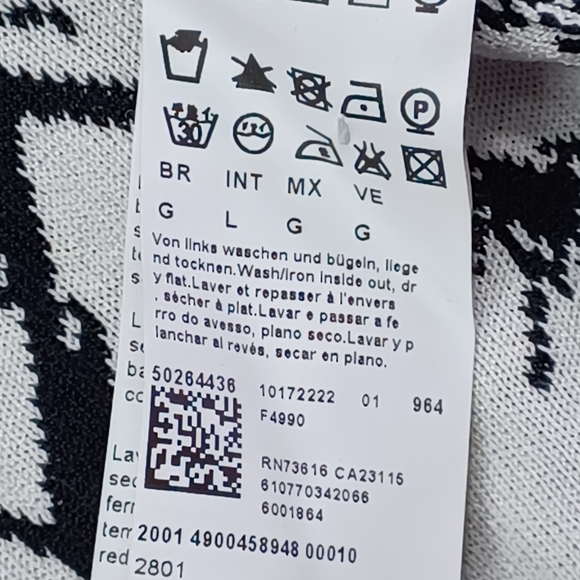 P
30
BR INT MX VE
G L G G
Von links waschen und bügeln, liege
nd tocknen.Wash/iron inside out, dr
y flat.Laver et repasser à l'envers
, sécher à plat.Lavar e passar a fe
rro do avesso, plano seco.Lavar y p
lanchar al revés, secar en plano.
50264436 10172222 01 964
F4990
RN73616 CA23115
610770342066
6001864
2001 4900458948 00010
2801
red